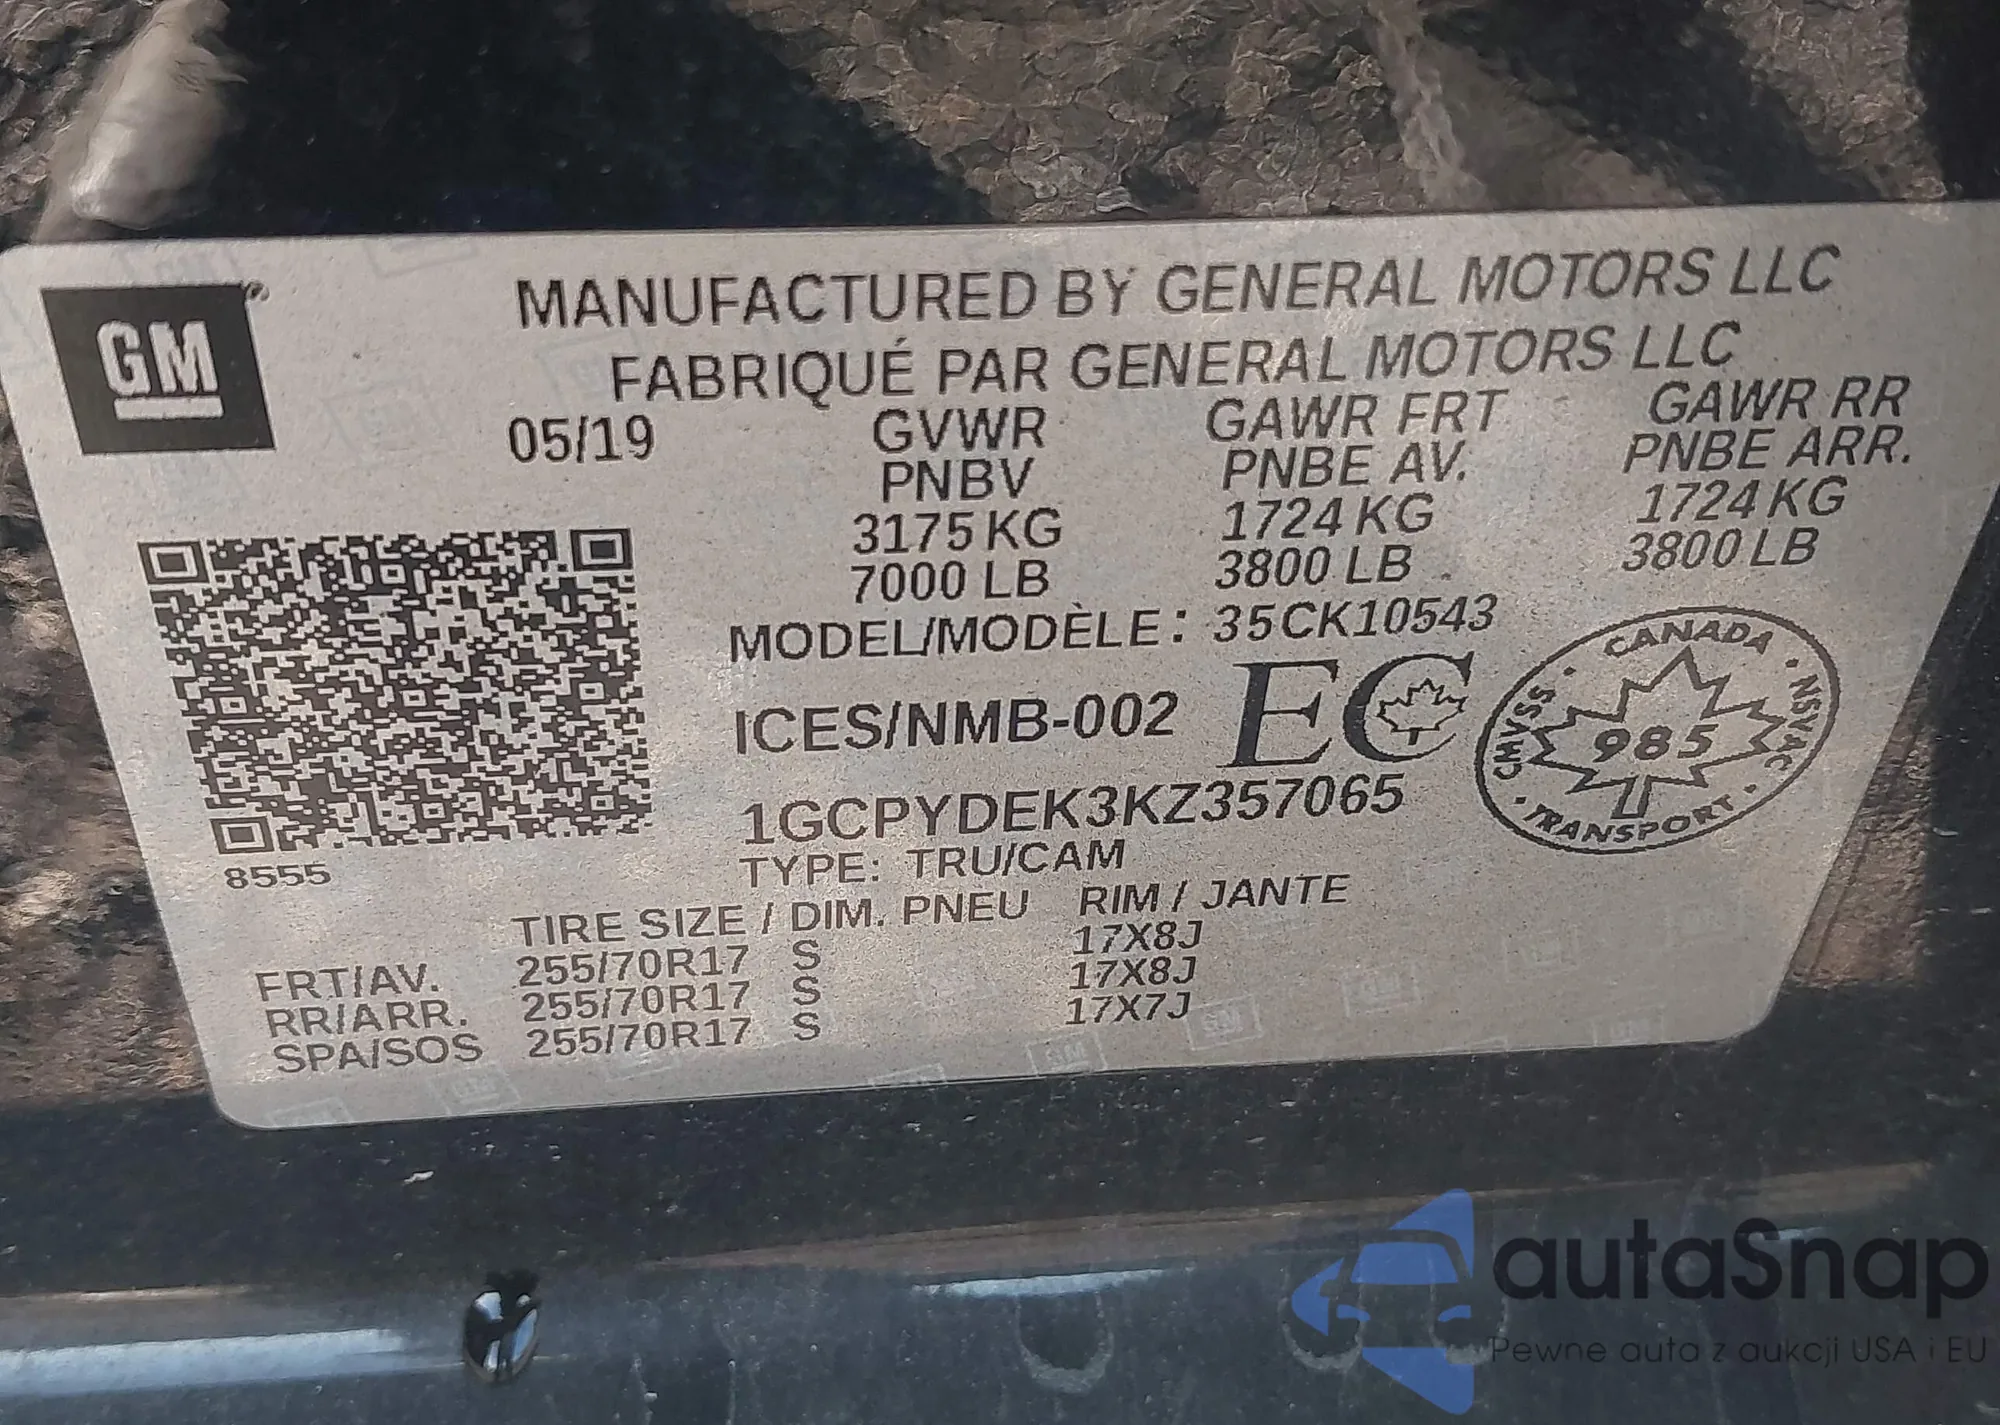 GM
MANUFACTURED BY GENERAL MOTORS LLC
FABRIQUÉ PAR GENERAL MOTORS LLC
05/19 GVWR GAWR FRT GAWR RR
PNBV PNBE AV. PNBE ARR.
3175 KG 1724 KG 1724 KG
7000 LB 3800 LB 3800 LB
MODEL/MODÈLE: 35CK10543
ICES/NMB-002 EC
CANADA
CMVSS 985 NSVAC
TRANSPORT
1GCPYDEK3KZ357065
8555
TYPE: TRU/CAM
TIRE SIZE / DIM. PNEU RIM / JANTE
FRT/AV. 255/70R17 S 17X8J
RR/ARR. 255/70R17 S 17X8J
SPA/SOS 255/70R17 S 17X7J
autaSnap
Pewne auta z aukcji USA i EU